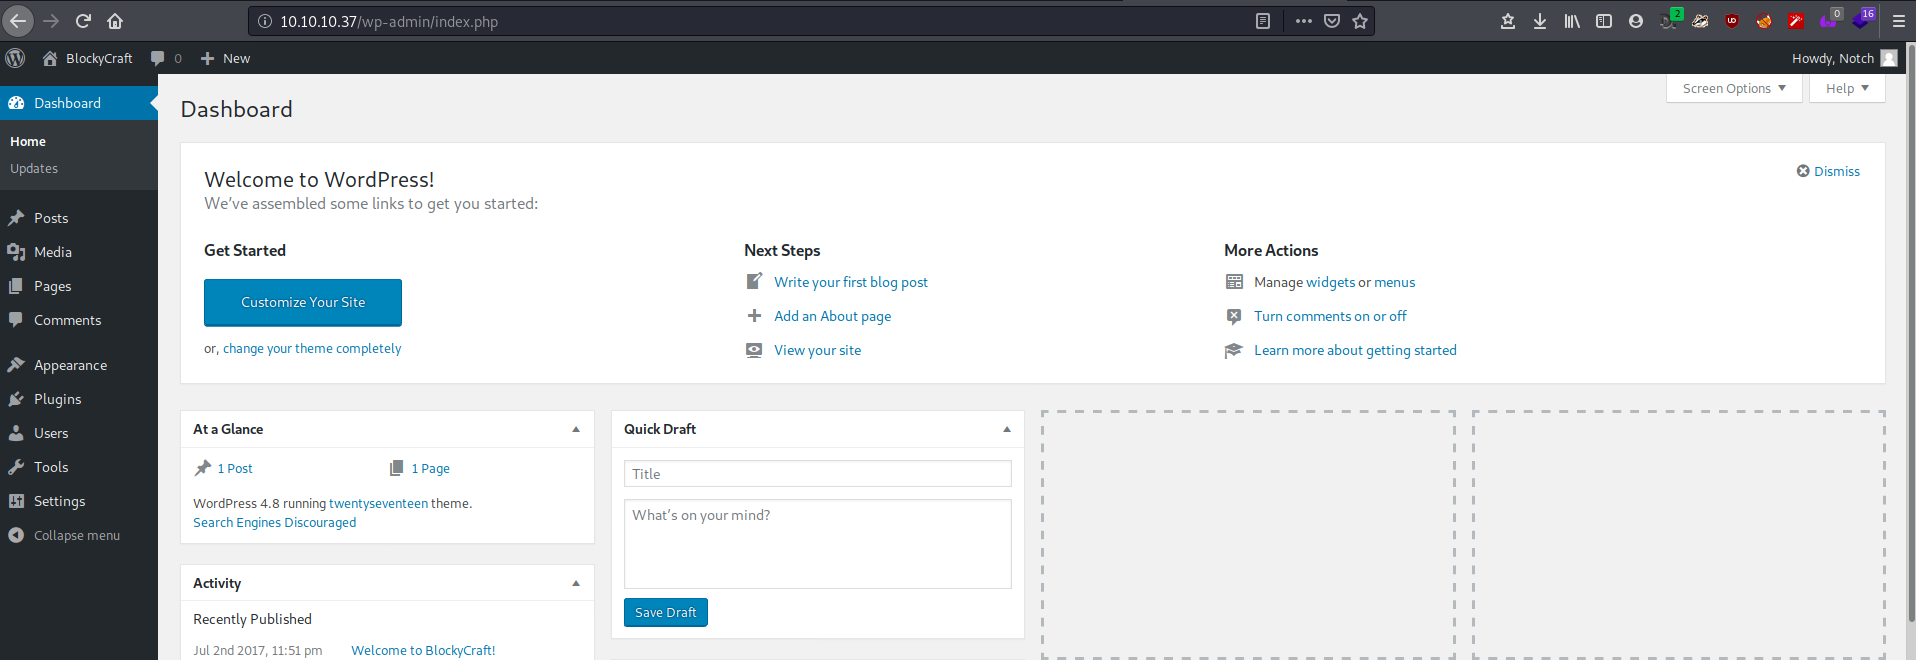 10.10.10.37/wp-admin/index.php
2
UD
0
16
BlockyCraft
0
New
Howdy, Notch
Dashboard
Home
Updates
Posts
Media
Pages
Comments
Appearance
Plugins
Users
Tools
Settings
Collapse menu
Screen Options
Help
Dashboard
Welcome to WordPress!
We've assembled some links to get you started:
Dismiss
Get Started
Customize Your Site
or, change your theme completely
Next Steps
Write your first blog post
Add an About page
View your site
More Actions
Manage widgets or menus
Turn comments on or off
Learn more about getting started
At a Glance
1 Post
1 Page
WordPress 4.8 running twentyseventeen theme.
Search Engines Discouraged
Activity
Recently Published
Jul 2nd 2017, 11:51 pm
Welcome to BlockyCraft!
Quick Draft
Title
What's on your mind?
Save Draft